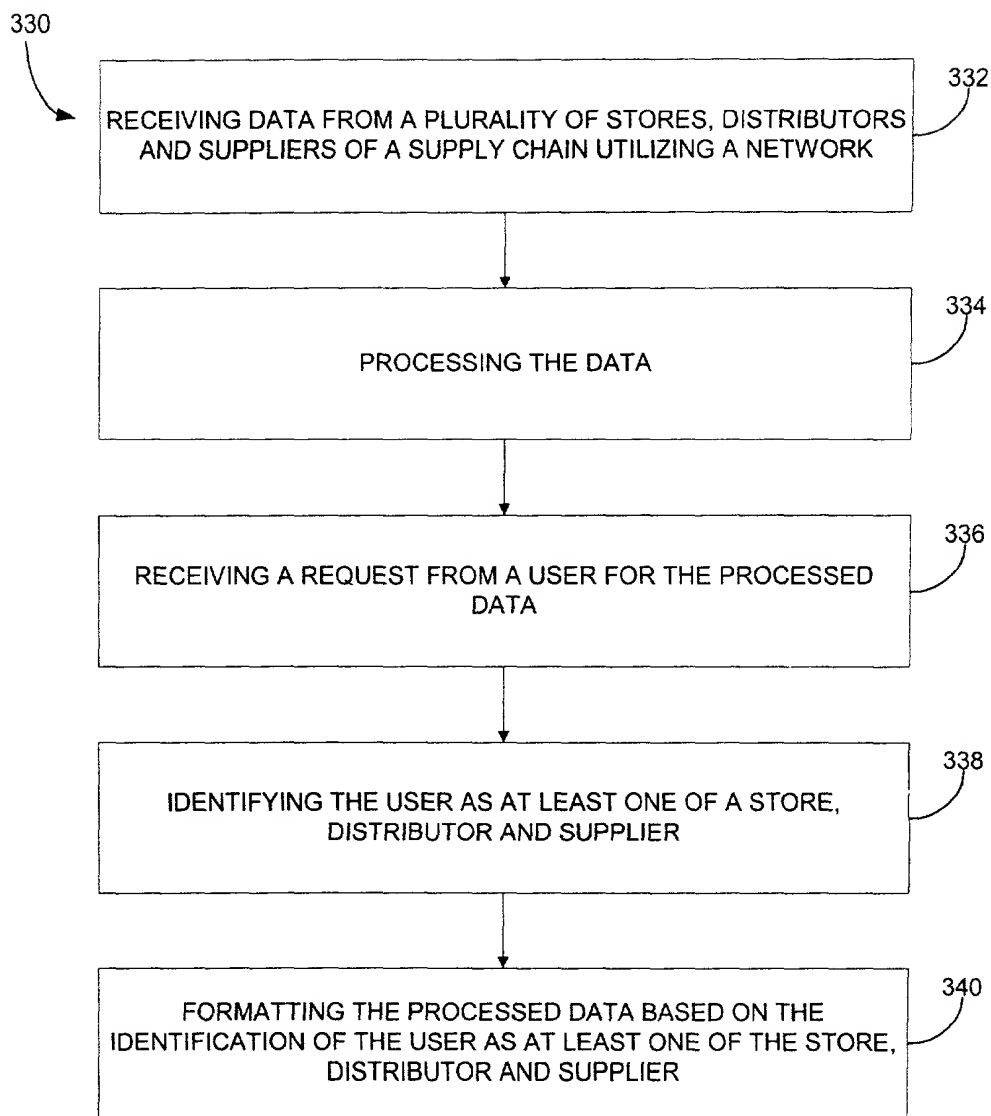 330
332
RECEIVING DATA FROM A PLURALITY OF STORES, DISTRIBUTORS
AND SUPPLIERS OF A SUPPLY CHAIN UTILIZING A NETWORK
334
PROCESSING THE DATA
336
RECEIVING A REQUEST FROM A USER FOR THE PROCESSED
DATA
338
IDENTIFYING THE USER AS AT LEAST ONE OF A STORE,
DISTRIBUTOR AND SUPPLIER
340
FORMATTING THE PROCESSED DATA BASED ON THE
IDENTIFICATION OF THE USER AS AT LEAST ONE OF THE STORE,
DISTRIBUTOR AND SUPPLIER